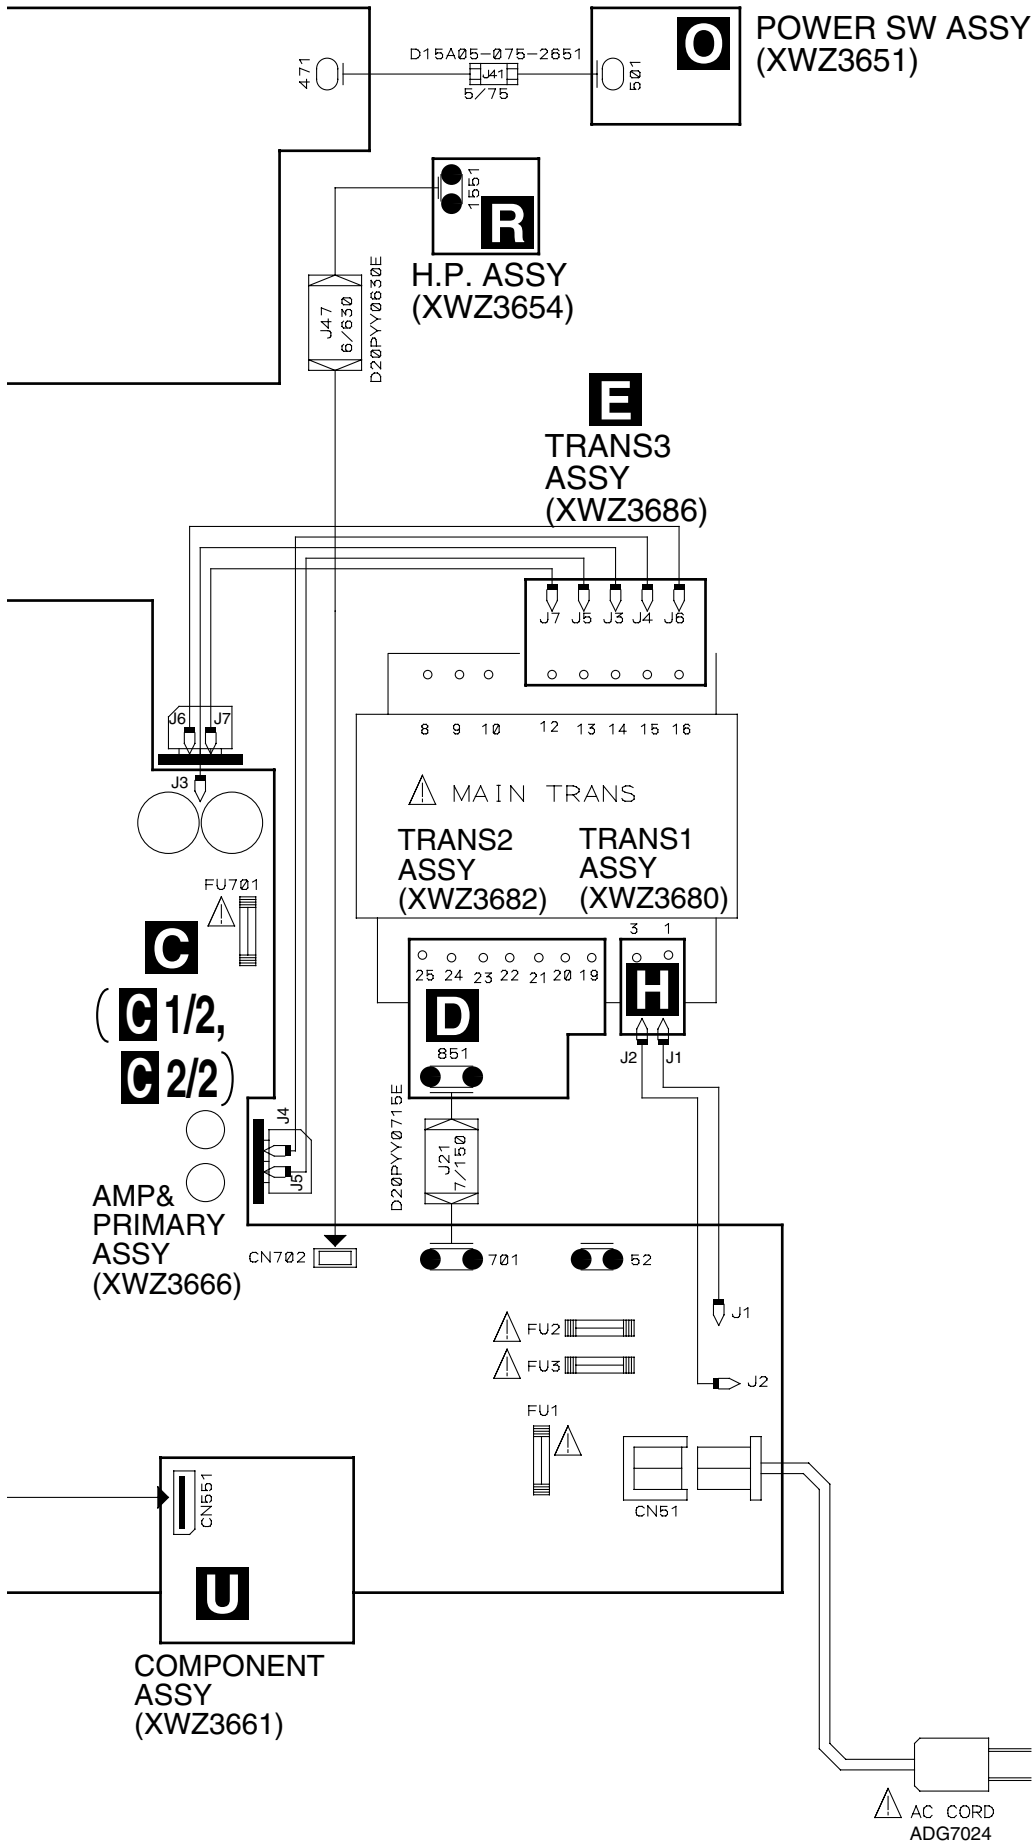 O
POWER SW ASSY
(XWZ3651)
D15A05-075-2651
471
J41
501
5/75
1551
R
H.P. ASSY
(XWZ3654)
J47
6/630
D20PYY0630E
E
TRANS3
ASSY
(XWZ3686)
J7 J5 J3 J4 J6
8 9 10 12 13 14 15 16
J6 J7
J3
MAIN TRANS
TRANS2
ASSY
(XWZ3682)
TRANS1
ASSY
(XWZ3680)
FU701
C
( C 1/2,
C 2/2 )
3 1
25 24 23 22 21 20 19
D
H
851
J2 J1
D20PYY0715E
J21
7/150
J4
J5
AMP&
PRIMARY
ASSY
(XWZ3666)
CN702
701
52
J1
FU2
FU3
J2
FU1
CN51
CN551
U
COMPONENT
ASSY
(XWZ3661)
AC CORD
ADG7024